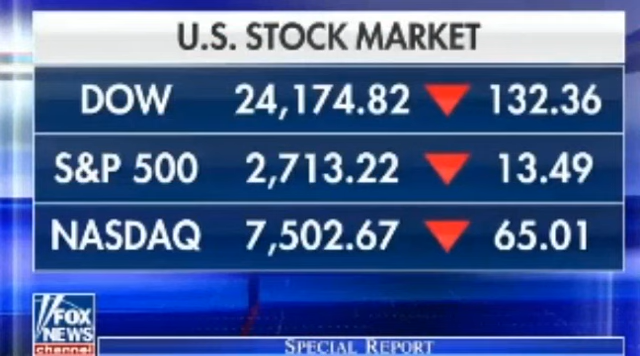 U.S. STOCK MARKET
DOW 24,174.82 ▼ 132.36
S&P 500 2,713.22 ▼ 13.49
NASDAQ 7,502.67 ▼ 65.01
FOX
NEWS
channel
SPECIAL REPORT